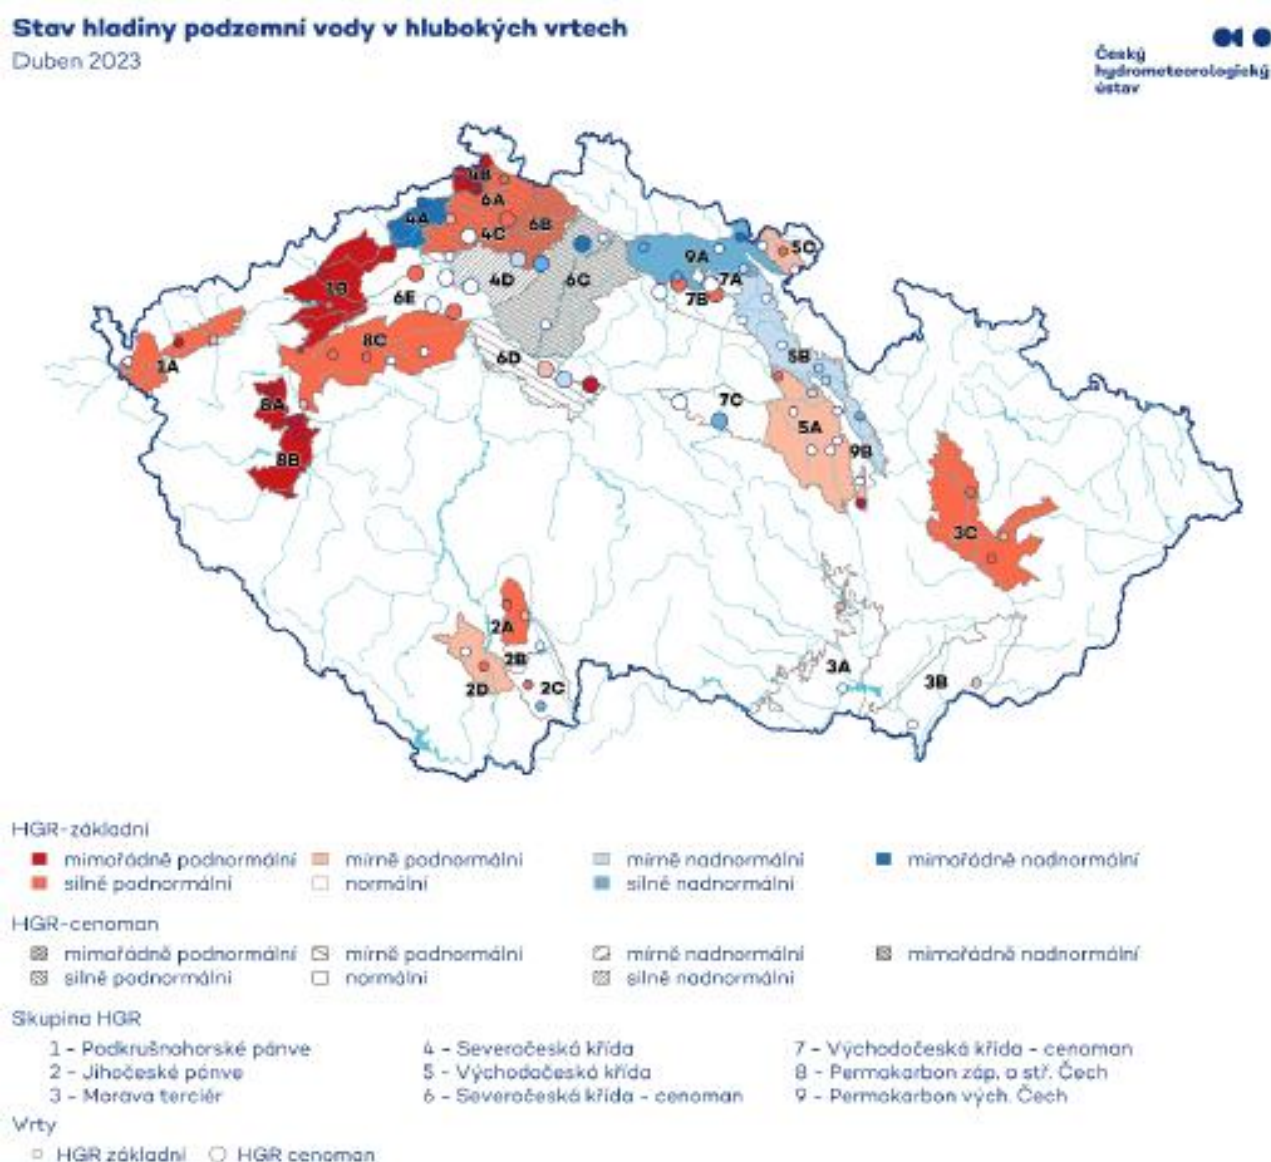 Stav hladiny podzemní vody v hlubokých vrtech
Duben 2023
Český
hydrometeorologický
ústav
4B
6A
4A
6B
4C
5C
9A
4D
6C
7A
1B
6E
7B
8C
6D
5B
1A
8A
7C
5A
8B
9B
3C
2A
2B
3A
2D
2C
3B
HGR-základní
mimořádně podnormální
mírně podnormální
mírně nadnormální
mimořádně nadnormální
silně podnormální
normální
silně nadnormální
HGR-cenoman
mimořádně podnormální
mírně podnormální
mírně nadnormální
mimořádně nadnormální
silně podnormální
normální
silně nadnormální
Skupina HGR
1 - Podkrušnohorské pánve
4 - Severočeská křída
7 - Východočeská křída - cenoman
2 - Jihočeské pánve
5 - Východočeská křída
8 - Permokarbon záp. a stř. Čech
3 - Morava terciér
6 - Severočeská křída - cenoman
9 - Permokarbon vých. Čech
Vrty
HGR základní
HGR cenoman